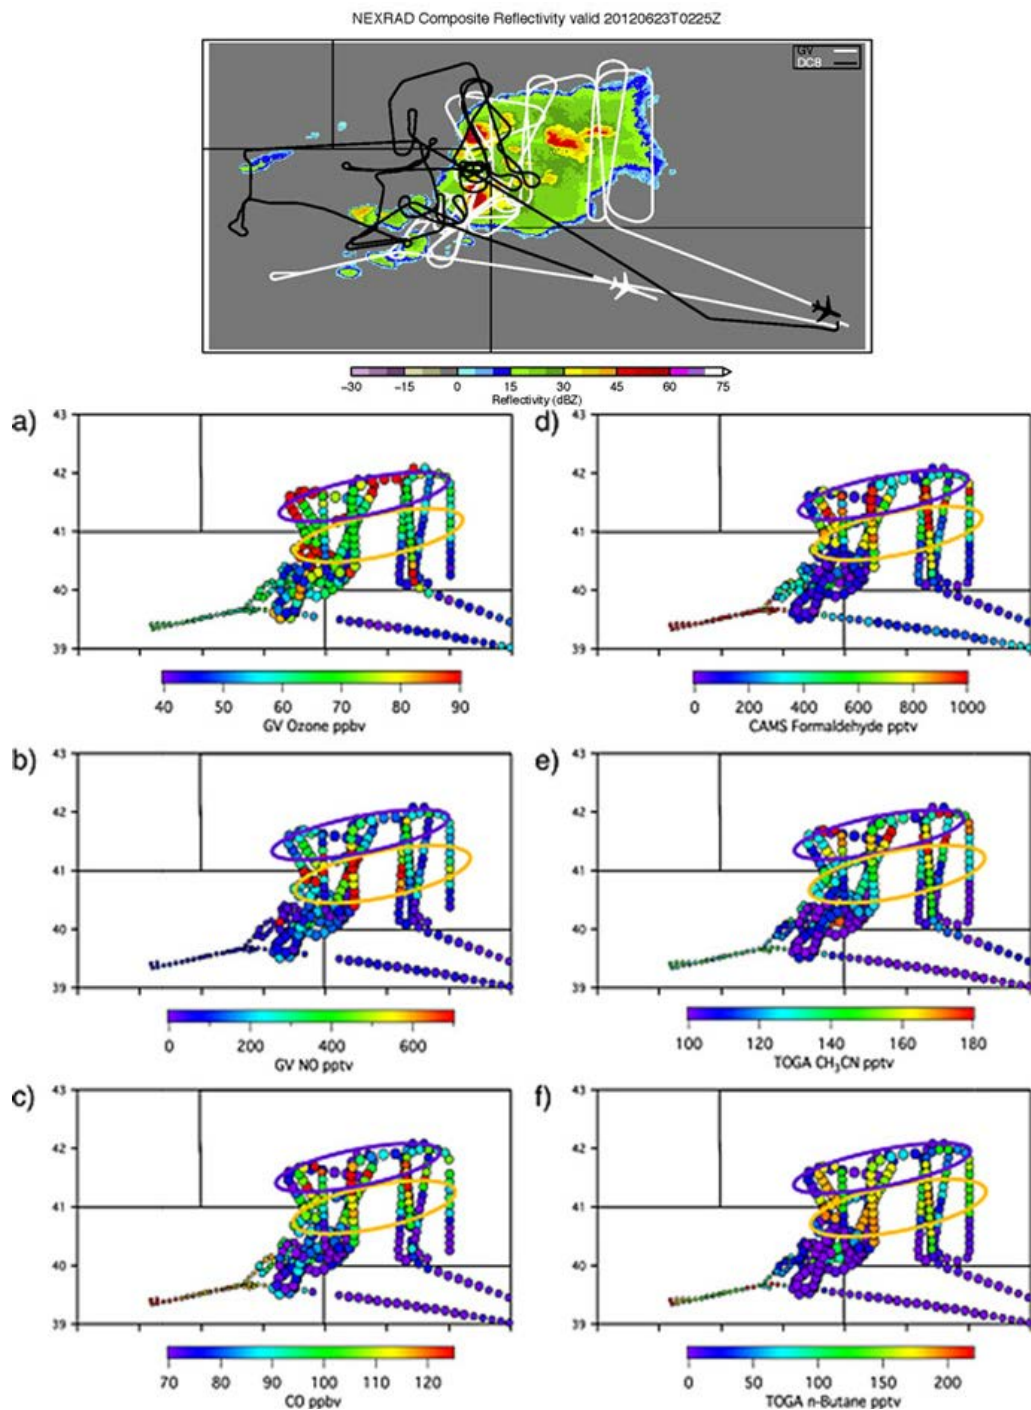 NEXRAD Composite Reflectivity valid 20120623T0225Z
GV
DC8
−30 −15 0 15 30 45 60 75
Reflectivity (dBZ)
a)
43
42
41
40
39
40 50 60 70 80 90
GV Ozone ppbv
d)
43
42
41
40
39
0 200 400 600 800 1000
CAMS Formaldehyde pptv
b)
43
42
41
40
39
0 200 400 600
GV NO pptv
e)
43
42
41
40
39
100 120 140 160 180
TOGA CH₃CN pptv
c)
43
42
41
40
39
70 80 90 100 110 120
CO ppbv
f)
43
42
41
40
39
0 50 100 150 200
TOGA n-Butane pptv